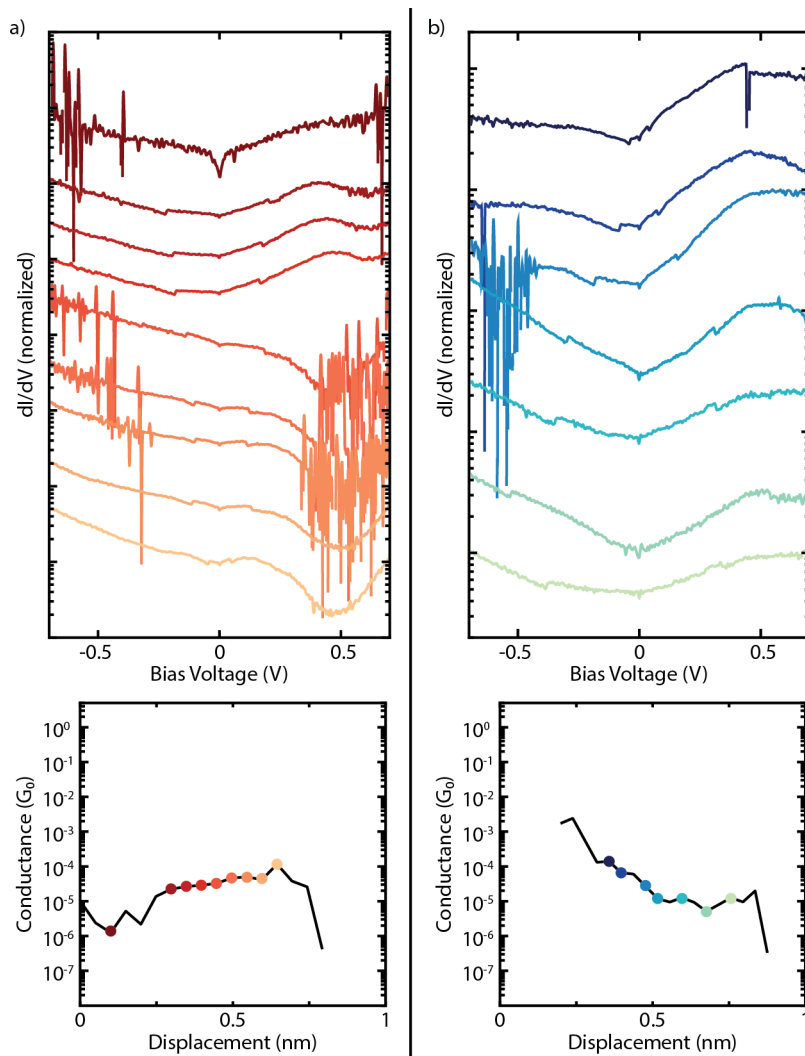 a)
dI/dV (normalized)
-0.5
0
0.5
Bias Voltage (V)
Conductance (G₀)
10⁰
10⁻¹
10⁻²
10⁻³
10⁻⁴
10⁻⁵
10⁻⁶
10⁻⁷
0
0.5
1
Displacement (nm)
b)
dI/dV (normalized)
-0.5
0
0.5
Bias Voltage (V)
Conductance (G₀)
10⁰
10⁻¹
10⁻²
10⁻³
10⁻⁴
10⁻⁵
10⁻⁶
10⁻⁷
0
0.5
1
Displacement (nm)